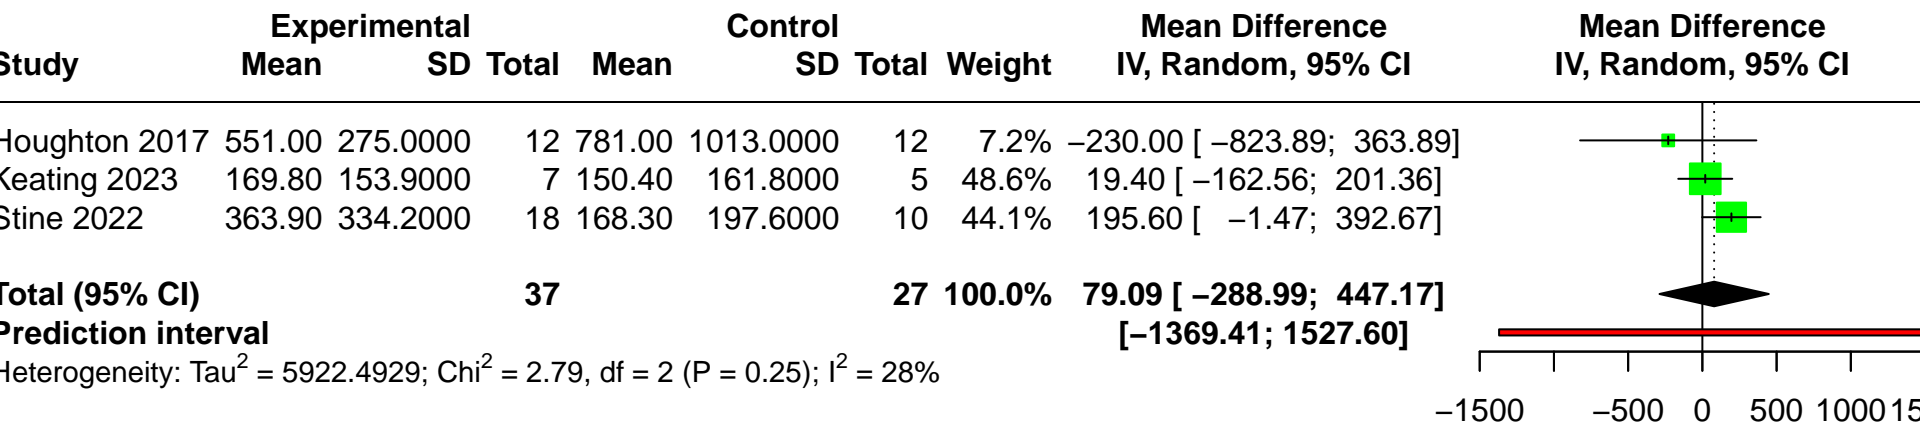 Experimental Control Mean Difference Mean Difference
Study Mean SD Total Mean SD Total Weight IV, Random, 95% CI IV, Random, 95% CI
Houghton 2017 551.00 275.0000 12 781.00 1013.0000 12 7.2% −230.00 [ −823.89; 363.89]
Keating 2023 169.80 153.9000 7 150.40 161.8000 5 48.6% 19.40 [ −162.56; 201.36]
Stine 2022 363.90 334.2000 18 168.30 197.6000 10 44.1% 195.60 [ −1.47; 392.67]
Total (95% CI) 37 27 100.0% 79.09 [ −288.99; 447.17]
Prediction interval [−1369.41; 1527.60]
Heterogeneity: Tau² = 5922.4929; Chi² = 2.79, df = 2 (P = 0.25); I² = 28%
−1500 −500 0 500 1000 15